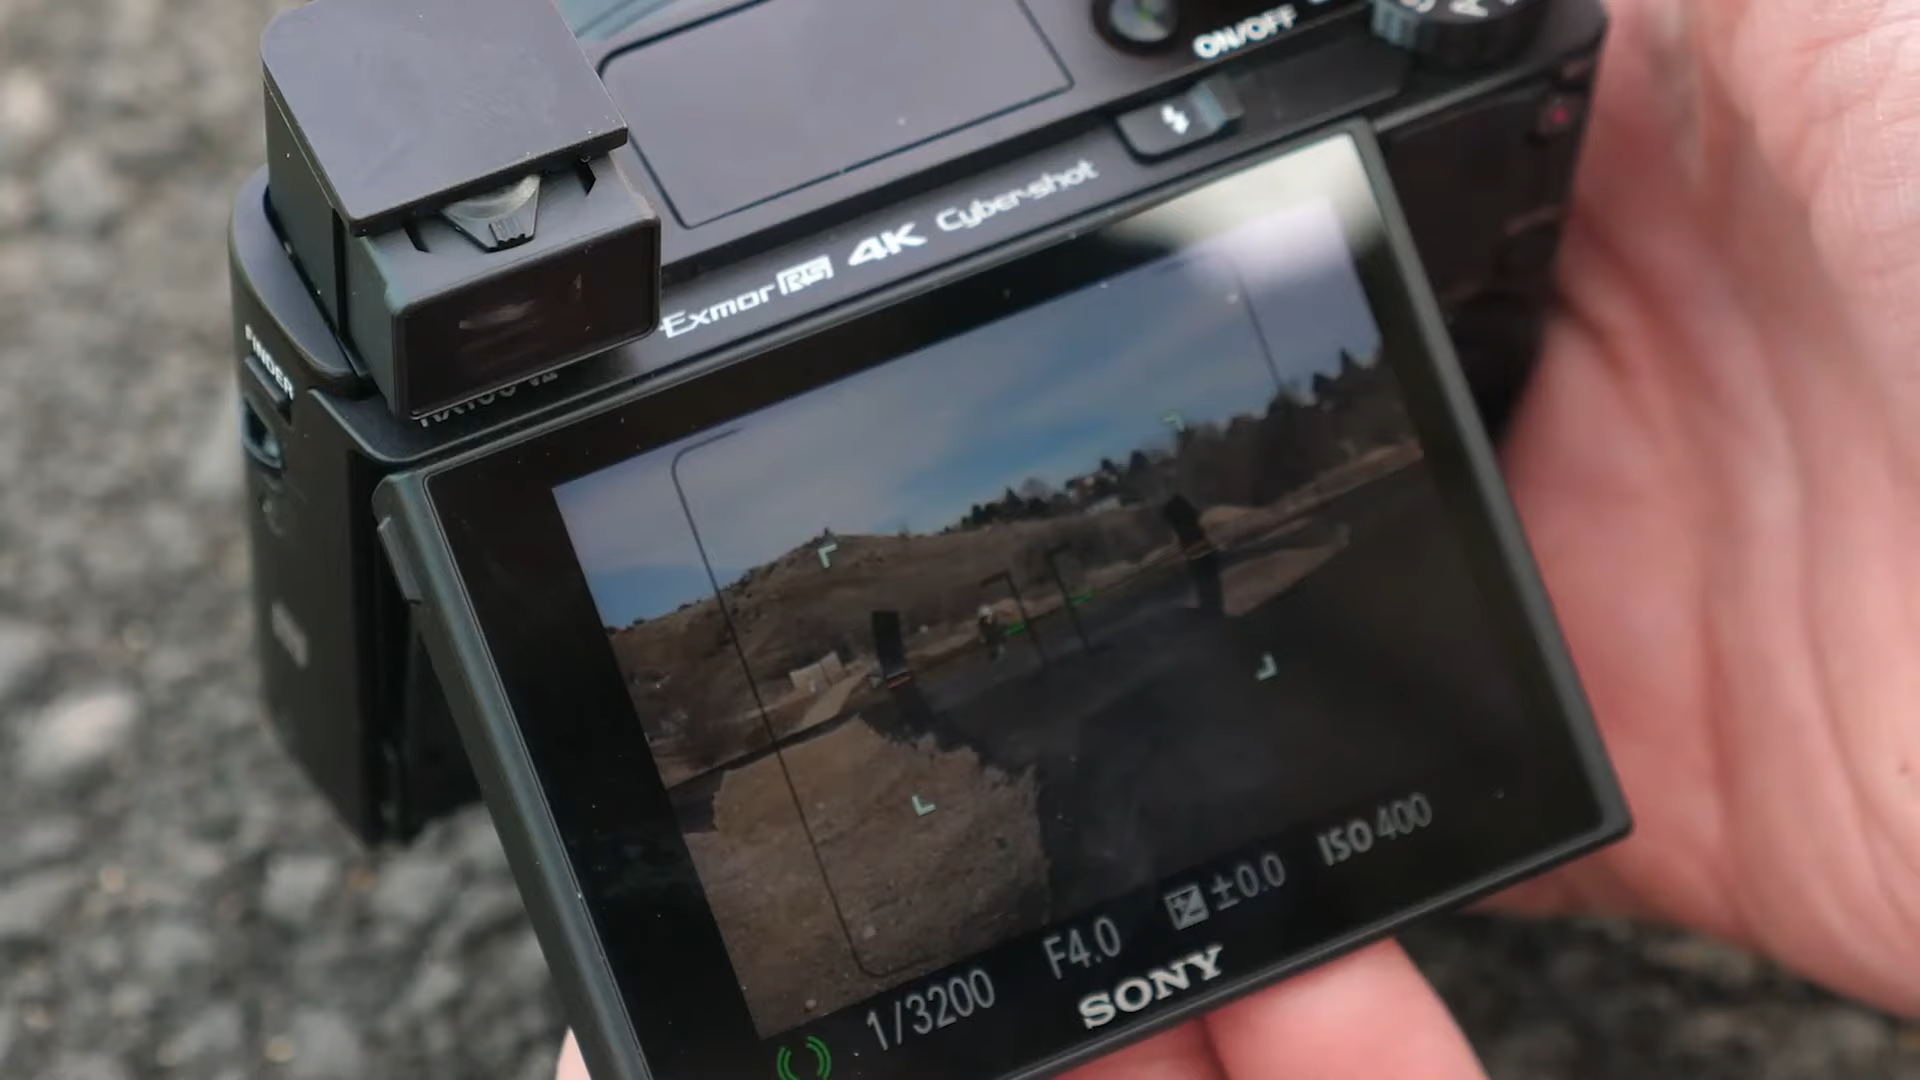 ON/OFF
Exmor RS 4K Cyber-shot
FINDER
1/3200 F4.0 ±0.0 ISO 400
SONY